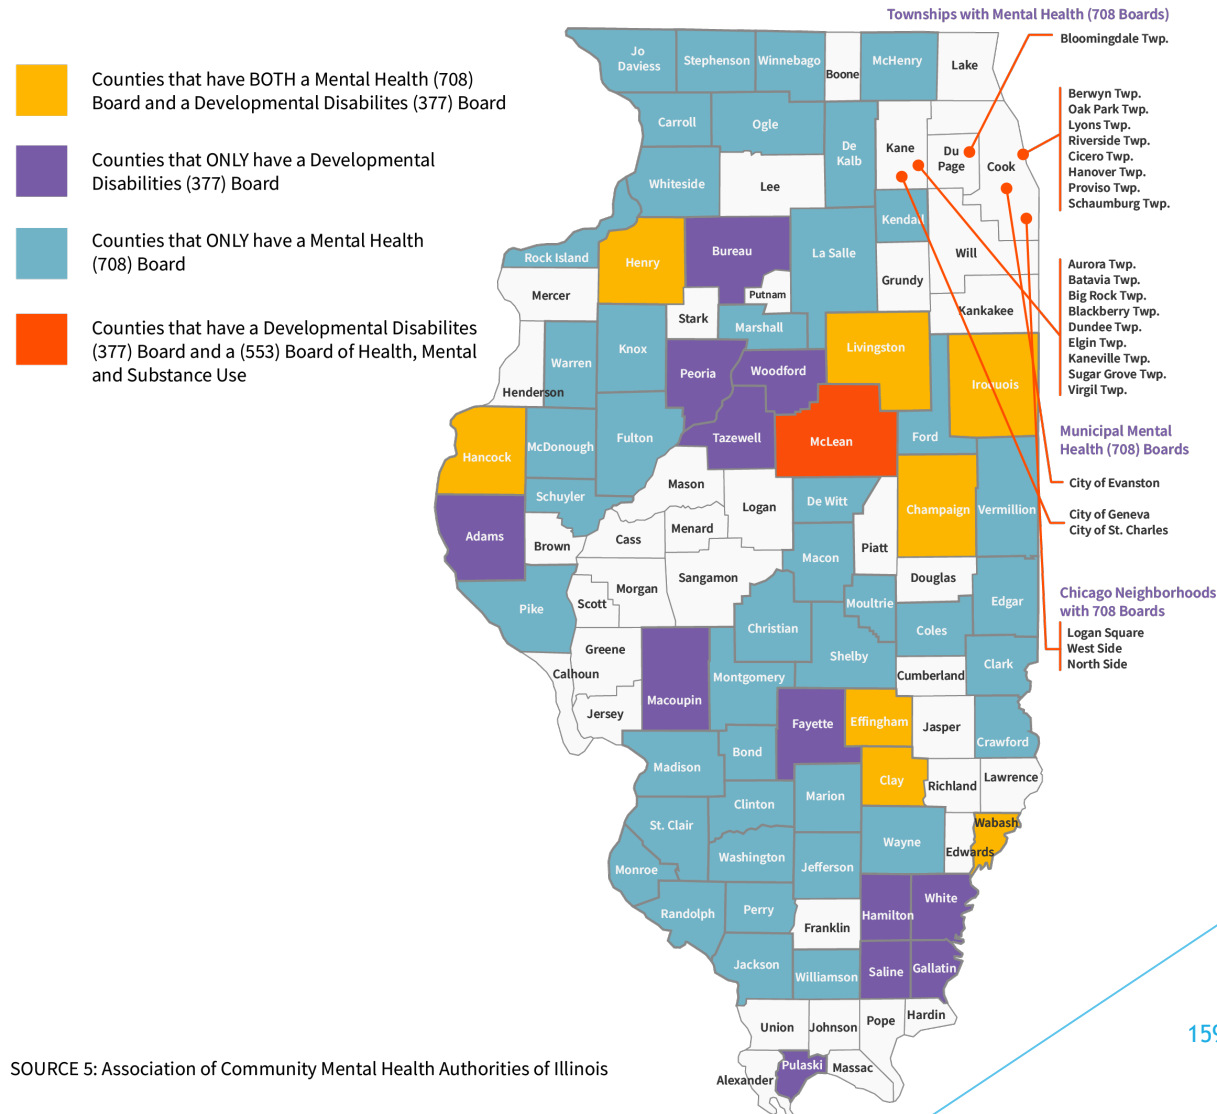 Townships with Mental Health (708 Boards)
Bloomingdale Twp.
Counties that have BOTH a Mental Health (708)
Board and a Developmental Disabilites (377) Board
Counties that ONLY have a Developmental
Disabilities (377) Board
Counties that ONLY have a Mental Health
(708) Board
Counties that have a Developmental Disabilites
(377) Board and a (553) Board of Health, Mental
and Substance Use
Jo
Daviess
Stephenson
Winnebago
Boone
McHenry
Lake
Carroll
Ogle
De
Kalb
Kane
Du
Page
Cook
Whiteside
Lee
Kendall
Rock Island
Henry
Bureau
La Salle
Will
Grundy
Mercer
Putnam
Stark
Marshall
Kankakee
Knox
Warren
Henderson
Peoria
Woodford
Livingston
Iroquois
Hancock
McDonough
Fulton
Tazewell
McLean
Ford
Schuyler
Mason
Logan
De Witt
Champaign
Vermillion
Adams
Brown
Cass
Menard
Macon
Piatt
Douglas
Pike
Scott
Morgan
Sangamon
Christian
Moultrie
Coles
Edgar
Greene
Calhoun
Jersey
Macoupin
Montgomery
Shelby
Cumberland
Clark
Fayette
Effingham
Jasper
Crawford
Madison
Bond
Clay
Richland
Lawrence
Marion
Clinton
St. Clair
Wabash
Wayne
Edwards
Washington
Jefferson
Monroe
Randolph
Perry
Franklin
Hamilton
White
Jackson
Williamson
Saline
Gallatin
Union
Johnson
Pope
Hardin
Alexander
Pulaski
Massac
Berwyn Twp.
Oak Park Twp.
Lyons Twp.
Riverside Twp.
Cicero Twp.
Hanover Twp.
Proviso Twp.
Schaumburg Twp.
Aurora Twp.
Batavia Twp.
Big Rock Twp.
Blackberry Twp.
Dundee Twp.
Elgin Twp.
Kaneville Twp.
Sugar Grove Twp.
Virgil Twp.
Municipal Mental
Health (708) Boards
City of Evanston
City of Geneva
City of St. Charles
Chicago Neighborhoods
with 708 Boards
Logan Square
West Side
North Side
SOURCE 5: Association of Community Mental Health Authorities of Illinois
159